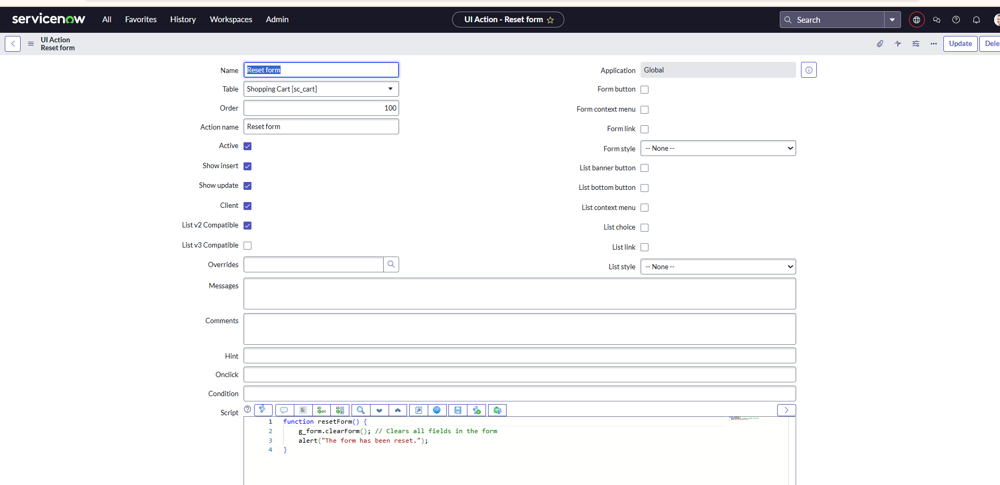 servicenow All Favorites History Workspaces Admin UI Action - Reset form Search
UI Action
Reset form
Update Dele
Name Reset form
Table Shopping Cart [sc_cart]
Order 100
Action name Reset form
Active
Show insert
Show update
Client
List v2 Compatible
List v3 Compatible
Overrides
Application Global
Form button
Form context menu
Form link
Form style -- None --
List banner button
List bottom button
List context menu
List choice
List link
List style -- None --
Messages
Comments
Hint
Onclick
Condition
Script
1 function resetForm() {
2 g_form.clearForm(); // Clears all fields in the form
3 alert("The form has been reset.");
4 }